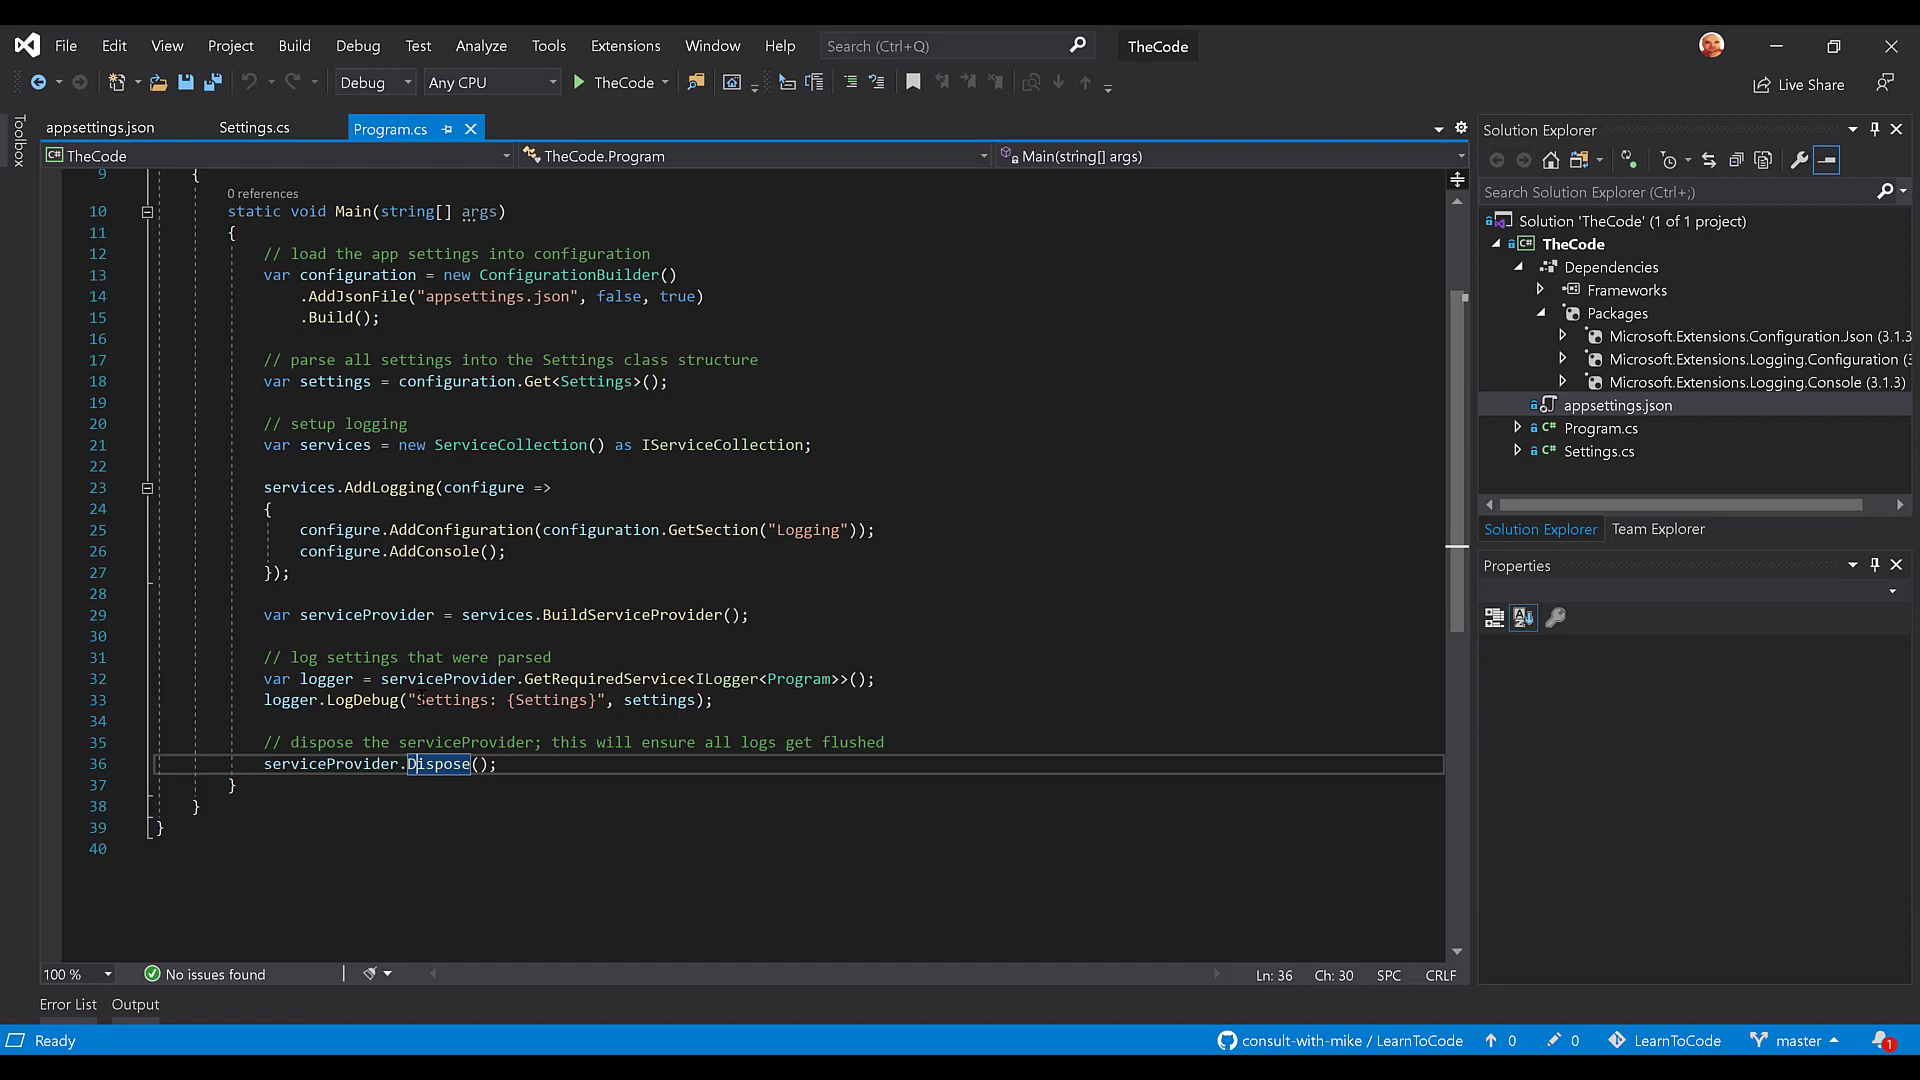 File Edit View Project Build Debug Test Analyze Tools Extensions Window Help Search (Ctrl+Q) TheCode
Debug Any CPU TheCode Live Share
Toolbox
appsettings.json Settings.cs Program.cs
C# TheCode TheCode.Program Main(string[] args)
9 {
0 references
10 static void Main(string[] args)
11 {
12 // load the app settings into configuration
13 var configuration = new ConfigurationBuilder()
14 .AddJsonFile("appsettings.json", false, true)
15 .Build();
16
17 // parse all settings into the Settings class structure
18 var settings = configuration.Get<Settings>();
19
20 // setup logging
21 var services = new ServiceCollection() as IServiceCollection;
22
23 services.AddLogging(configure =>
24 {
25 configure.AddConfiguration(configuration.GetSection("Logging"));
26 configure.AddConsole();
27 });
28
29 var serviceProvider = services.BuildServiceProvider();
30
31 // log settings that were parsed
32 var logger = serviceProvider.GetRequiredService<ILogger<Program>>();
33 logger.LogDebug("Settings: {Settings}", settings);
34
35 // dispose the serviceProvider; this will ensure all logs get flushed
36 serviceProvider.Dispose();
37 }
38 }
39 }
40
100 % No issues found Ln: 36 Ch: 30 SPC CRLF
Error List Output
Solution Explorer
Search Solution Explorer (Ctrl+;)
Solution 'TheCode' (1 of 1 project)
C# TheCode
Dependencies
Frameworks
Packages
Microsoft.Extensions.Configuration.Json (3.1.3
Microsoft.Extensions.Logging.Configuration (3
Microsoft.Extensions.Logging.Console (3.1.3)
appsettings.json
C# Program.cs
C# Settings.cs
Solution Explorer Team Explorer
Properties
Ready consult-with-mike / LearnToCode 0 0 LearnToCode master 1